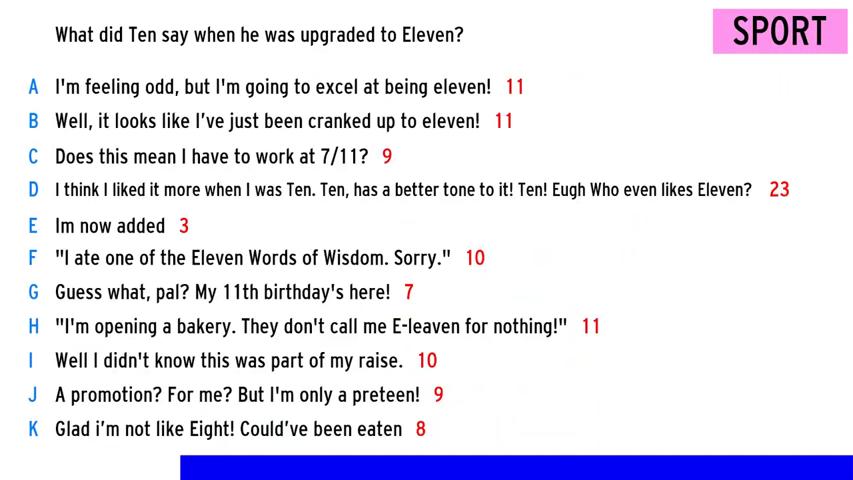 What did Ten say when he was upgraded to Eleven?
SPORT
A I'm feeling odd, but I'm going to excel at being eleven! 11
B Well, it looks like I’ve just been cranked up to eleven! 11
C Does this mean I have to work at 7/11? 9
D I think I liked it more when I was Ten. Ten, has a better tone to it! Ten! Eugh Who even likes Eleven? 23
E Im now added 3
F "I ate one of the Eleven Words of Wisdom. Sorry." 10
G Guess what, pal? My 11th birthday's here! 7
H "I'm opening a bakery. They don't call me E-leaven for nothing!" 11
I Well I didn't know this was part of my raise. 10
J A promotion? For me? But I'm only a preteen! 9
K Glad i’m not like Eight! Could’ve been eaten 8